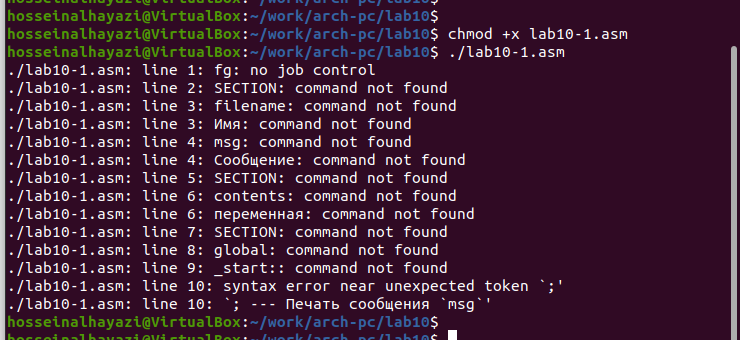 hosseinalhayazi@VirtualBox:~/work/arch-pc/lab10$
hosseinalhayazi@VirtualBox:~/work/arch-pc/lab10$ chmod +x lab10-1.asm
hosseinalhayazi@VirtualBox:~/work/arch-pc/lab10$ ./lab10-1.asm
./lab10-1.asm: line 1: fg: no job control
./lab10-1.asm: line 2: SECTION: command not found
./lab10-1.asm: line 3: filename: command not found
./lab10-1.asm: line 3: Имя: command not found
./lab10-1.asm: line 4: msg: command not found
./lab10-1.asm: line 4: Сообщение: command not found
./lab10-1.asm: line 5: SECTION: command not found
./lab10-1.asm: line 6: contents: command not found
./lab10-1.asm: line 6: переменная: command not found
./lab10-1.asm: line 7: SECTION: command not found
./lab10-1.asm: line 8: global: command not found
./lab10-1.asm: line 9: _start:: command not found
./lab10-1.asm: line 10: syntax error near unexpected token `;'
./lab10-1.asm: line 10: `; --- Печать сообщения `msg`'
hosseinalhayazi@VirtualBox:~/work/arch-pc/lab10$
hosseinalhayazi@VirtualBox:~/work/arch-pc/lab10$